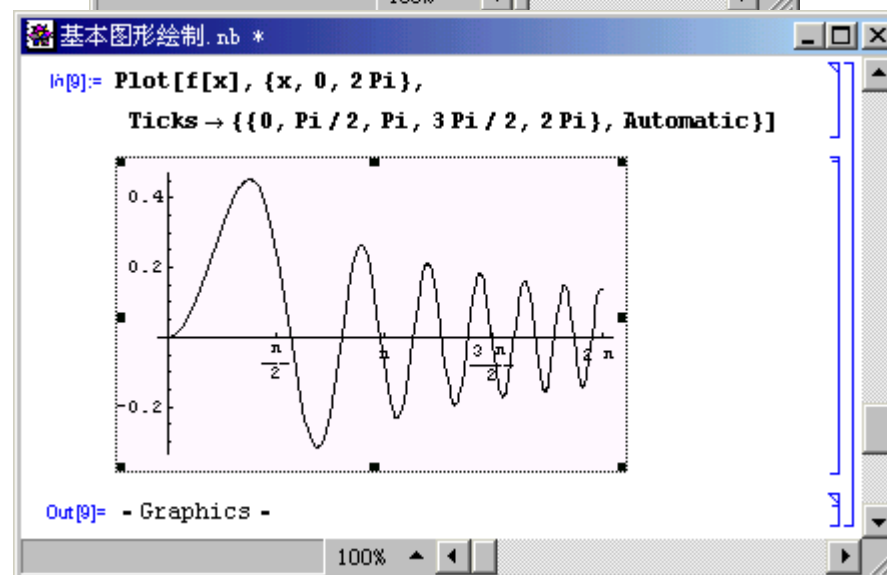 100%
基本图形绘制.nb *
In[9]:= Plot[f[x], {x, 0, 2 Pi},
Ticks → {{0, Pi / 2, Pi, 3 Pi / 2, 2 Pi}, Automatic}]
0.4
0.2
π
2
π
3 π
2
2 π
-0.2
Out[9]= - Graphics -
100%